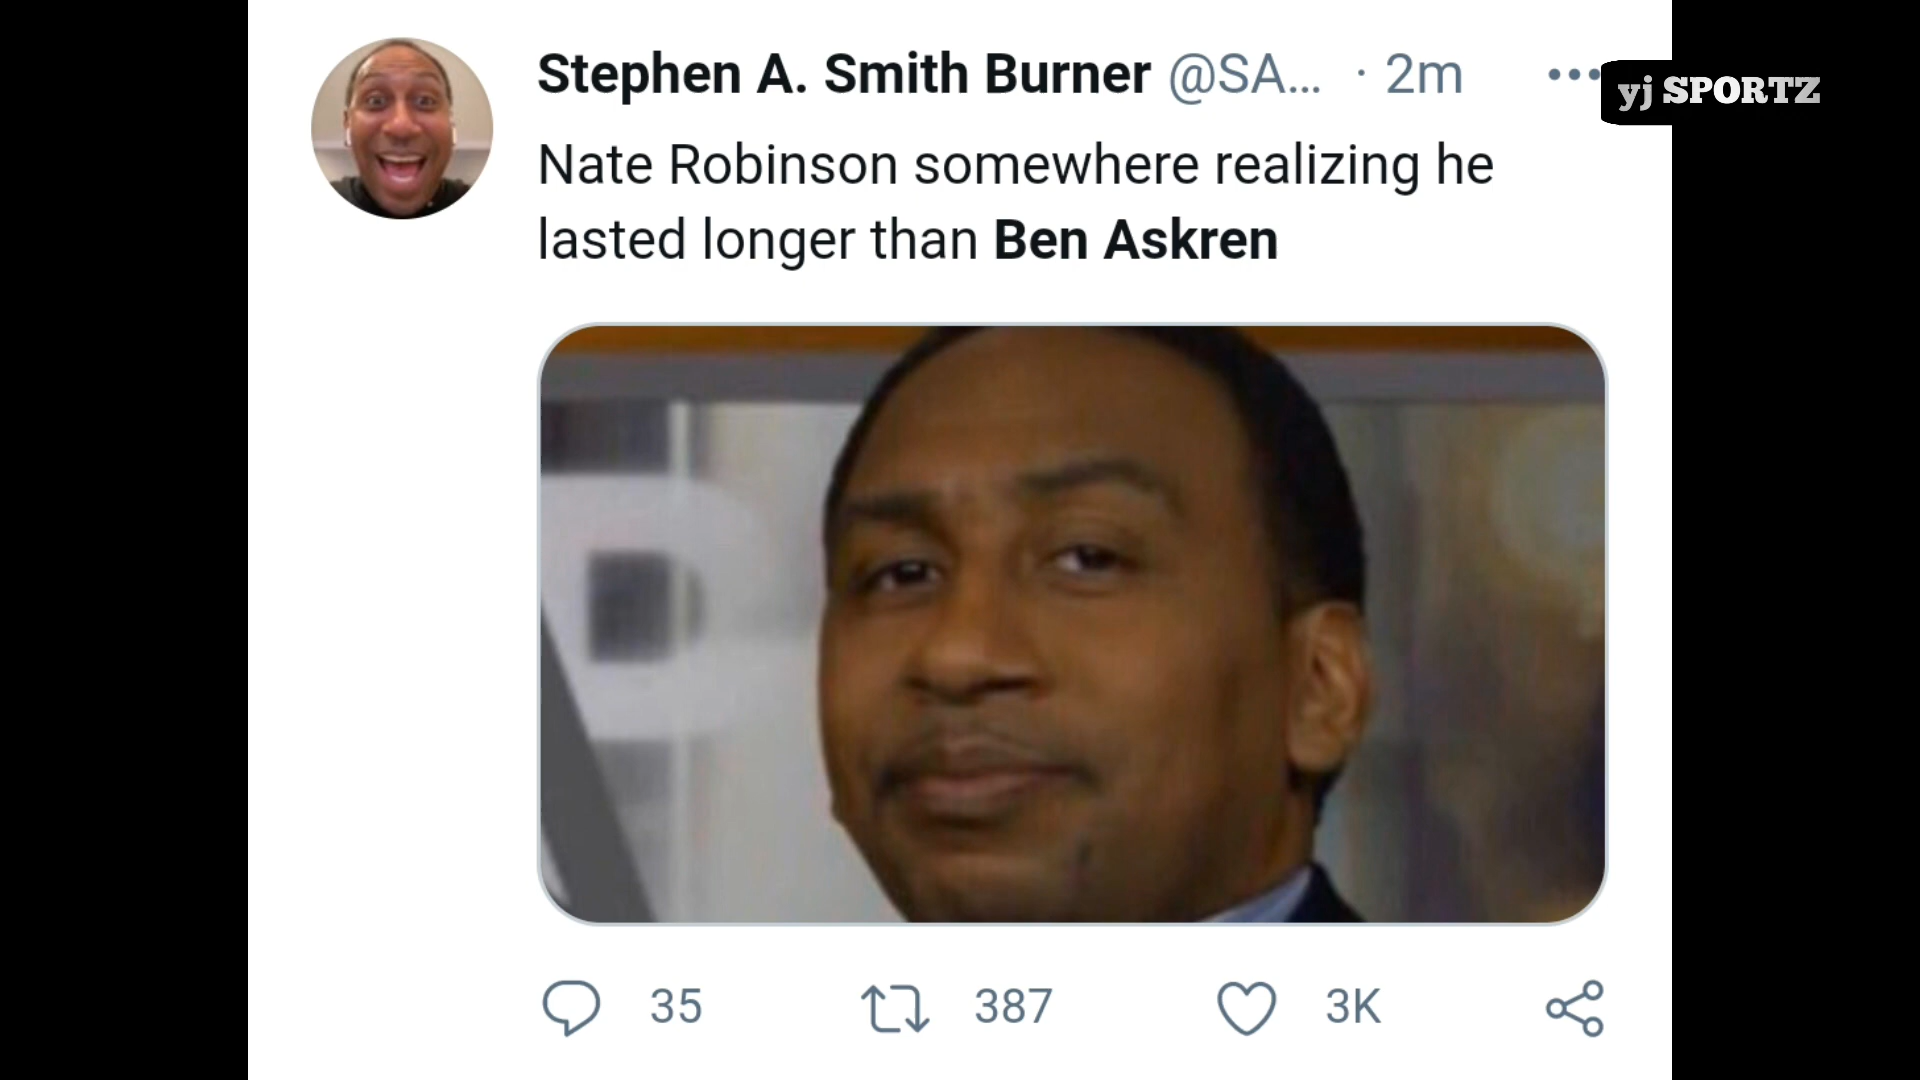 Stephen A. Smith Burner @SA... · 2m
yj SPORTZ
Nate Robinson somewhere realizing he
lasted longer than Ben Askren
35 387 3K